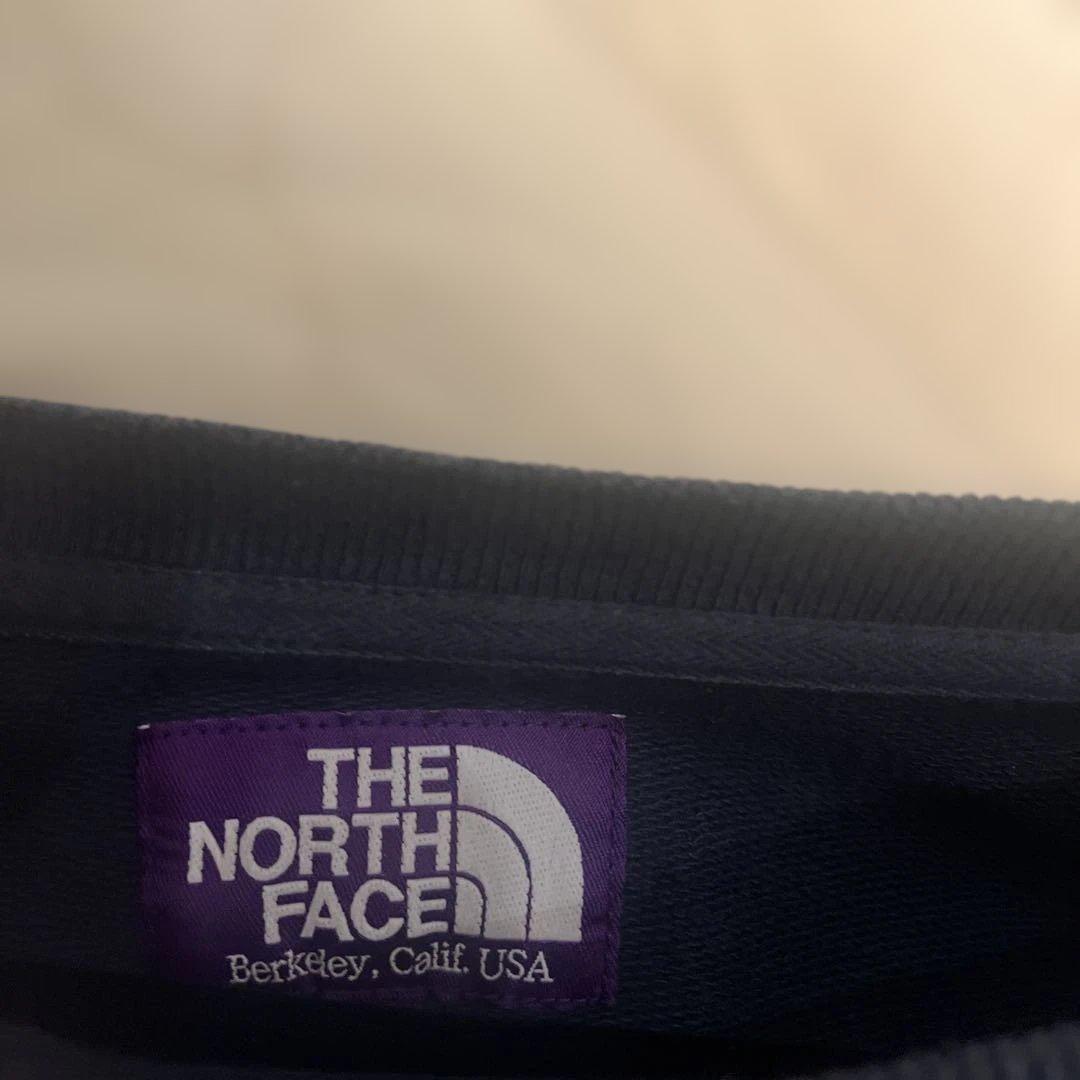 THE
NORTH
FACE
Berkeley, Calif. USA